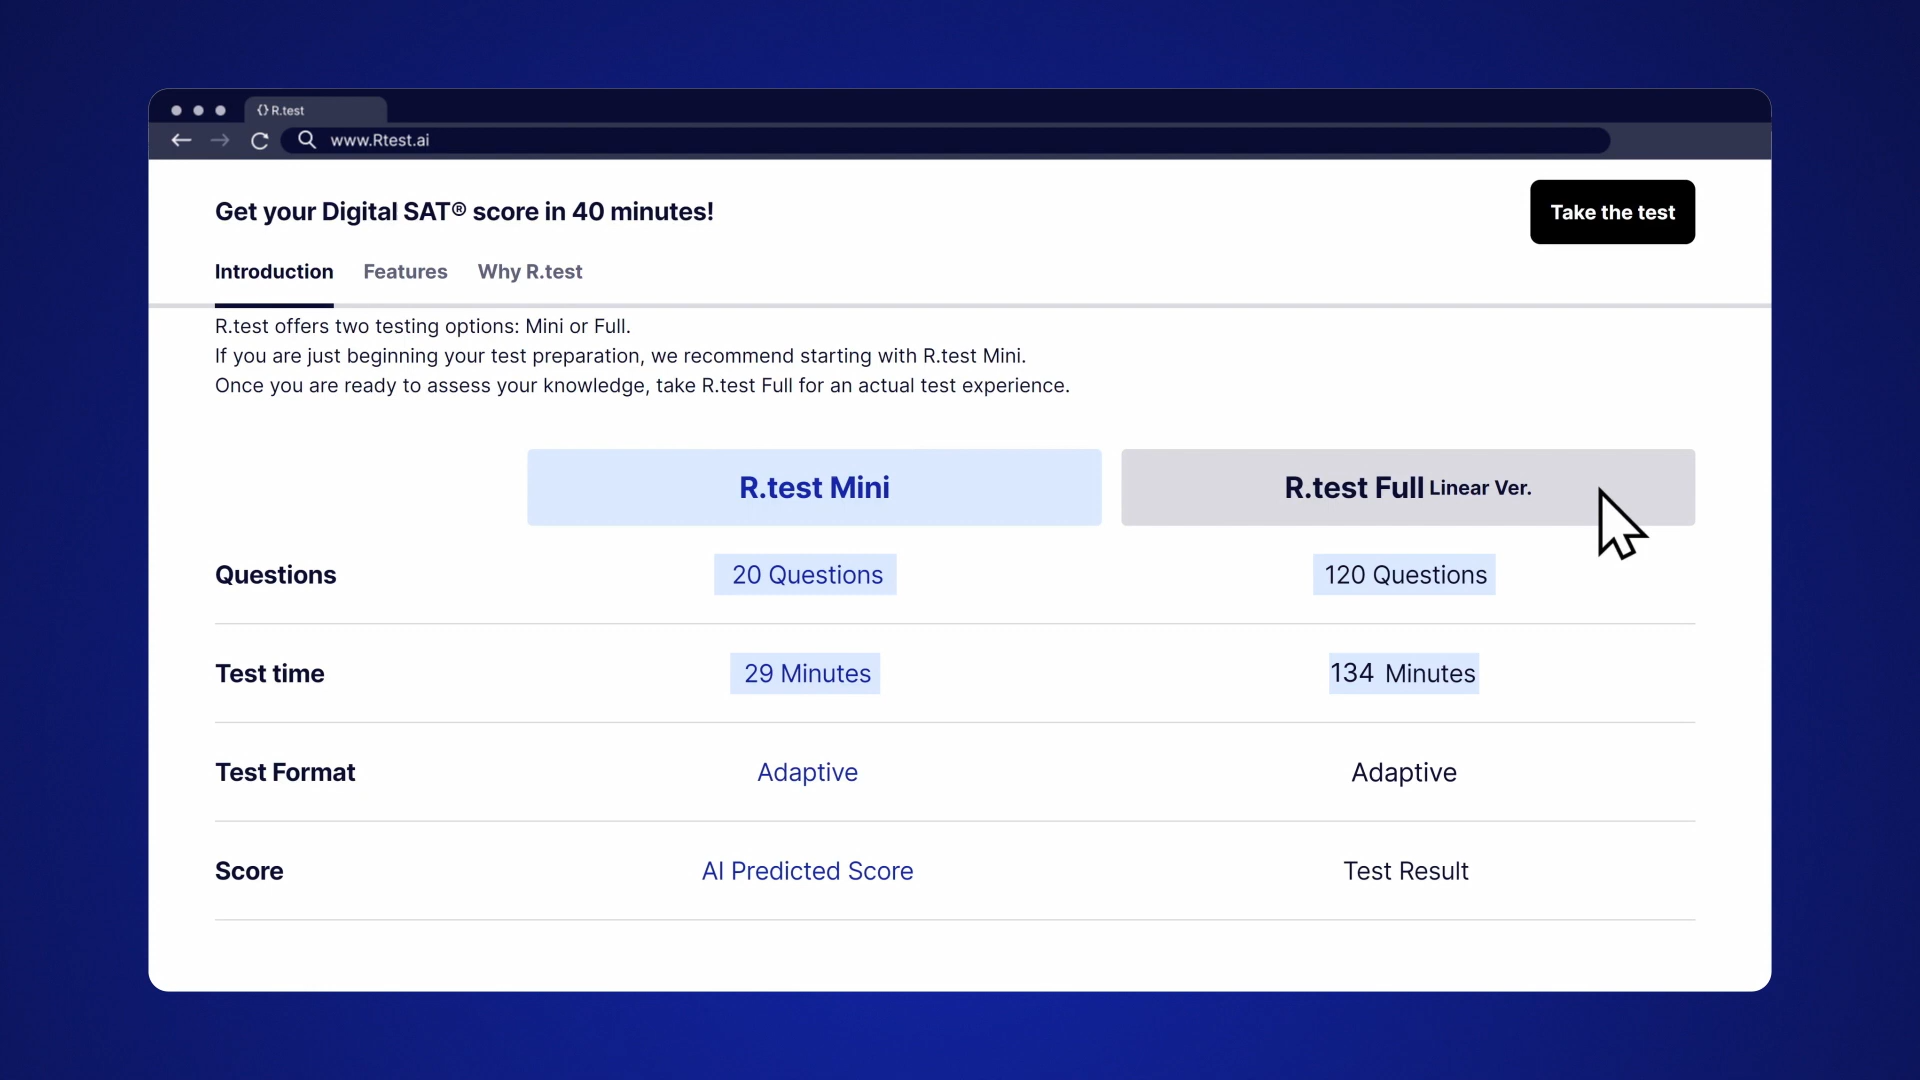 {} R.test
www.Rtest.ai
Get your Digital SAT® score in 40 minutes!
Take the test
Introduction Features Why R.test
R.test offers two testing options: Mini or Full.
If you are just beginning your test preparation, we recommend starting with R.test Mini.
Once you are ready to assess your knowledge, take R.test Full for an actual test experience.
R.test Mini R.test Full Linear Ver.
Questions 20 Questions 120 Questions
Test time 29 Minutes 134 Minutes
Test Format Adaptive Adaptive
Score AI Predicted Score Test Result